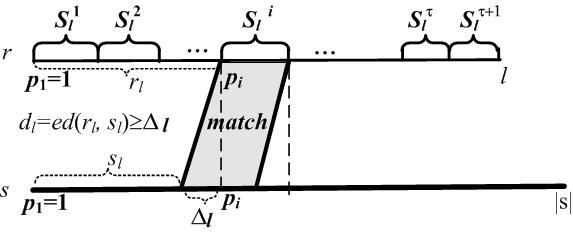 S_l^1 S_l^2 ... S_l^i ... S_l^τ S_l^{τ+1}
r
p_1=1 r_l p_i l
d_l=ed(r_l, s_l)≥Δ_l match
s_l
s
p_1=1 Δ_l p_i |s|